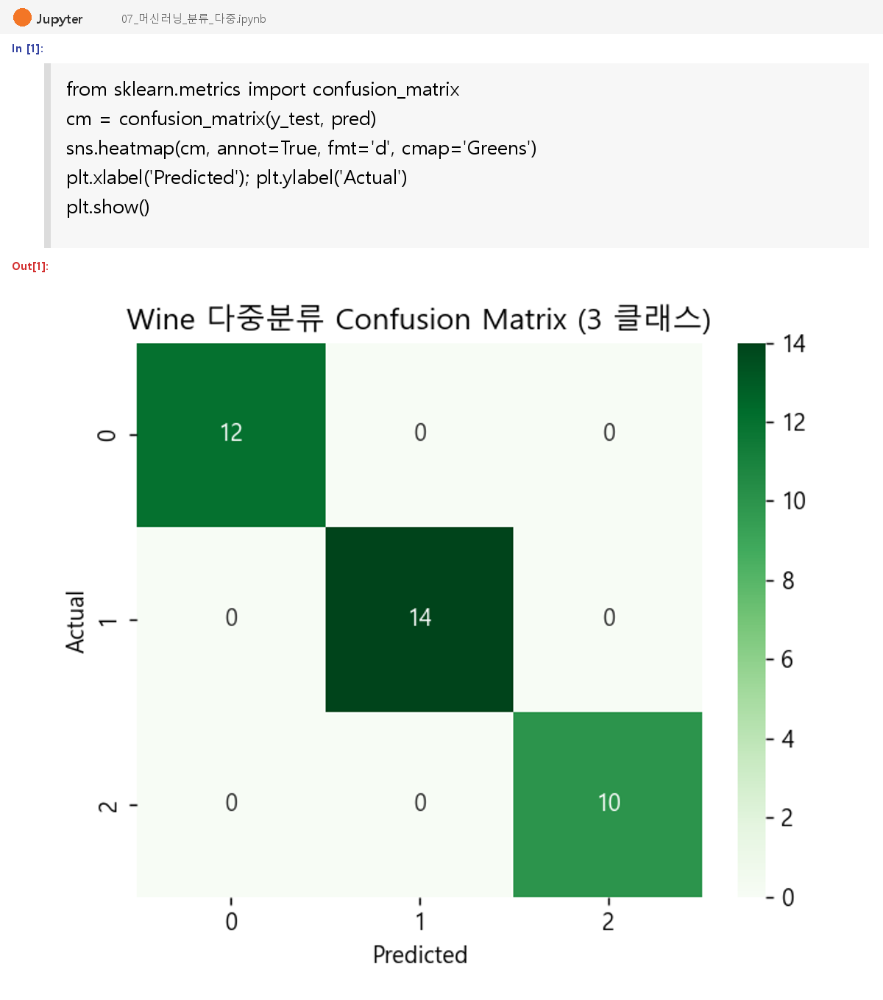 Jupyter 07_머신러닝_분류_다중.ipynb
In [1]:
from sklearn.metrics import confusion_matrix
cm = confusion_matrix(y_test, pred)
sns.heatmap(cm, annot=True, fmt='d', cmap='Greens')
plt.xlabel('Predicted'); plt.ylabel('Actual')
plt.show()
Out[1]:
Wine 다중분류 Confusion Matrix (3 클래스)
14
12
10
8
6
4
2
0
Actual
0 12 0 0
1 0 14 0
2 0 0 10
0 1 2
Predicted